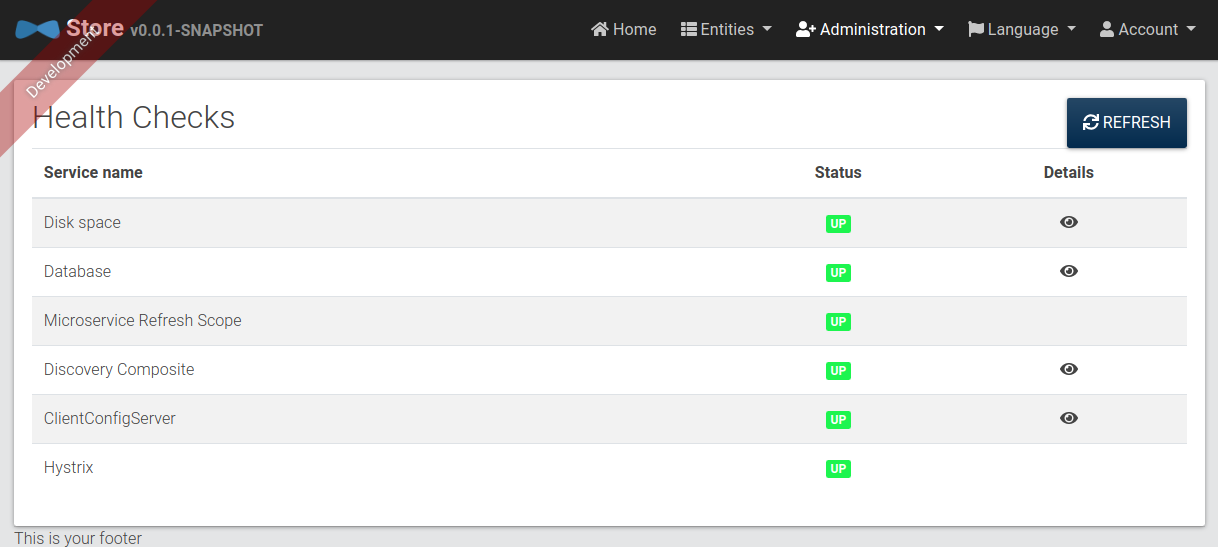 Store v0.0.1-SNAPSHOT Home Entities Administration Language Account
Development
Health Checks REFRESH
Service name Status Details
Disk space UP
Database UP
Microservice Refresh Scope UP
Discovery Composite UP
ClientConfigServer UP
Hystrix UP
This is your footer